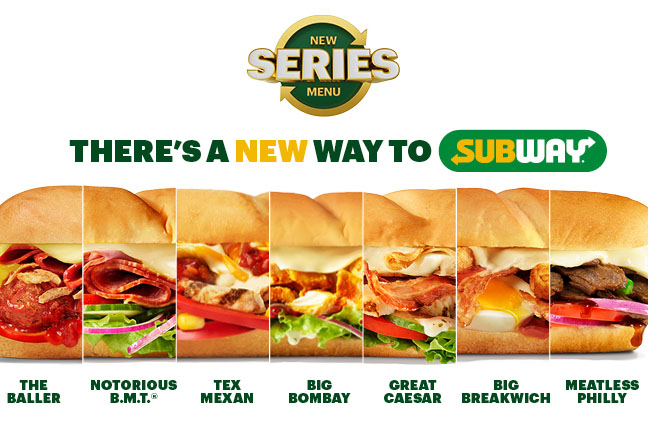 NEW
SERIES
MENU
THERE'S A NEW WAY TO SUBWAY
THE BALLER
NOTORIOUS B.M.T.®
TEX MEXAN
BIG BOMBAY
GREAT CAESAR
BIG BREAKWICH
MEATLESS PHILLY